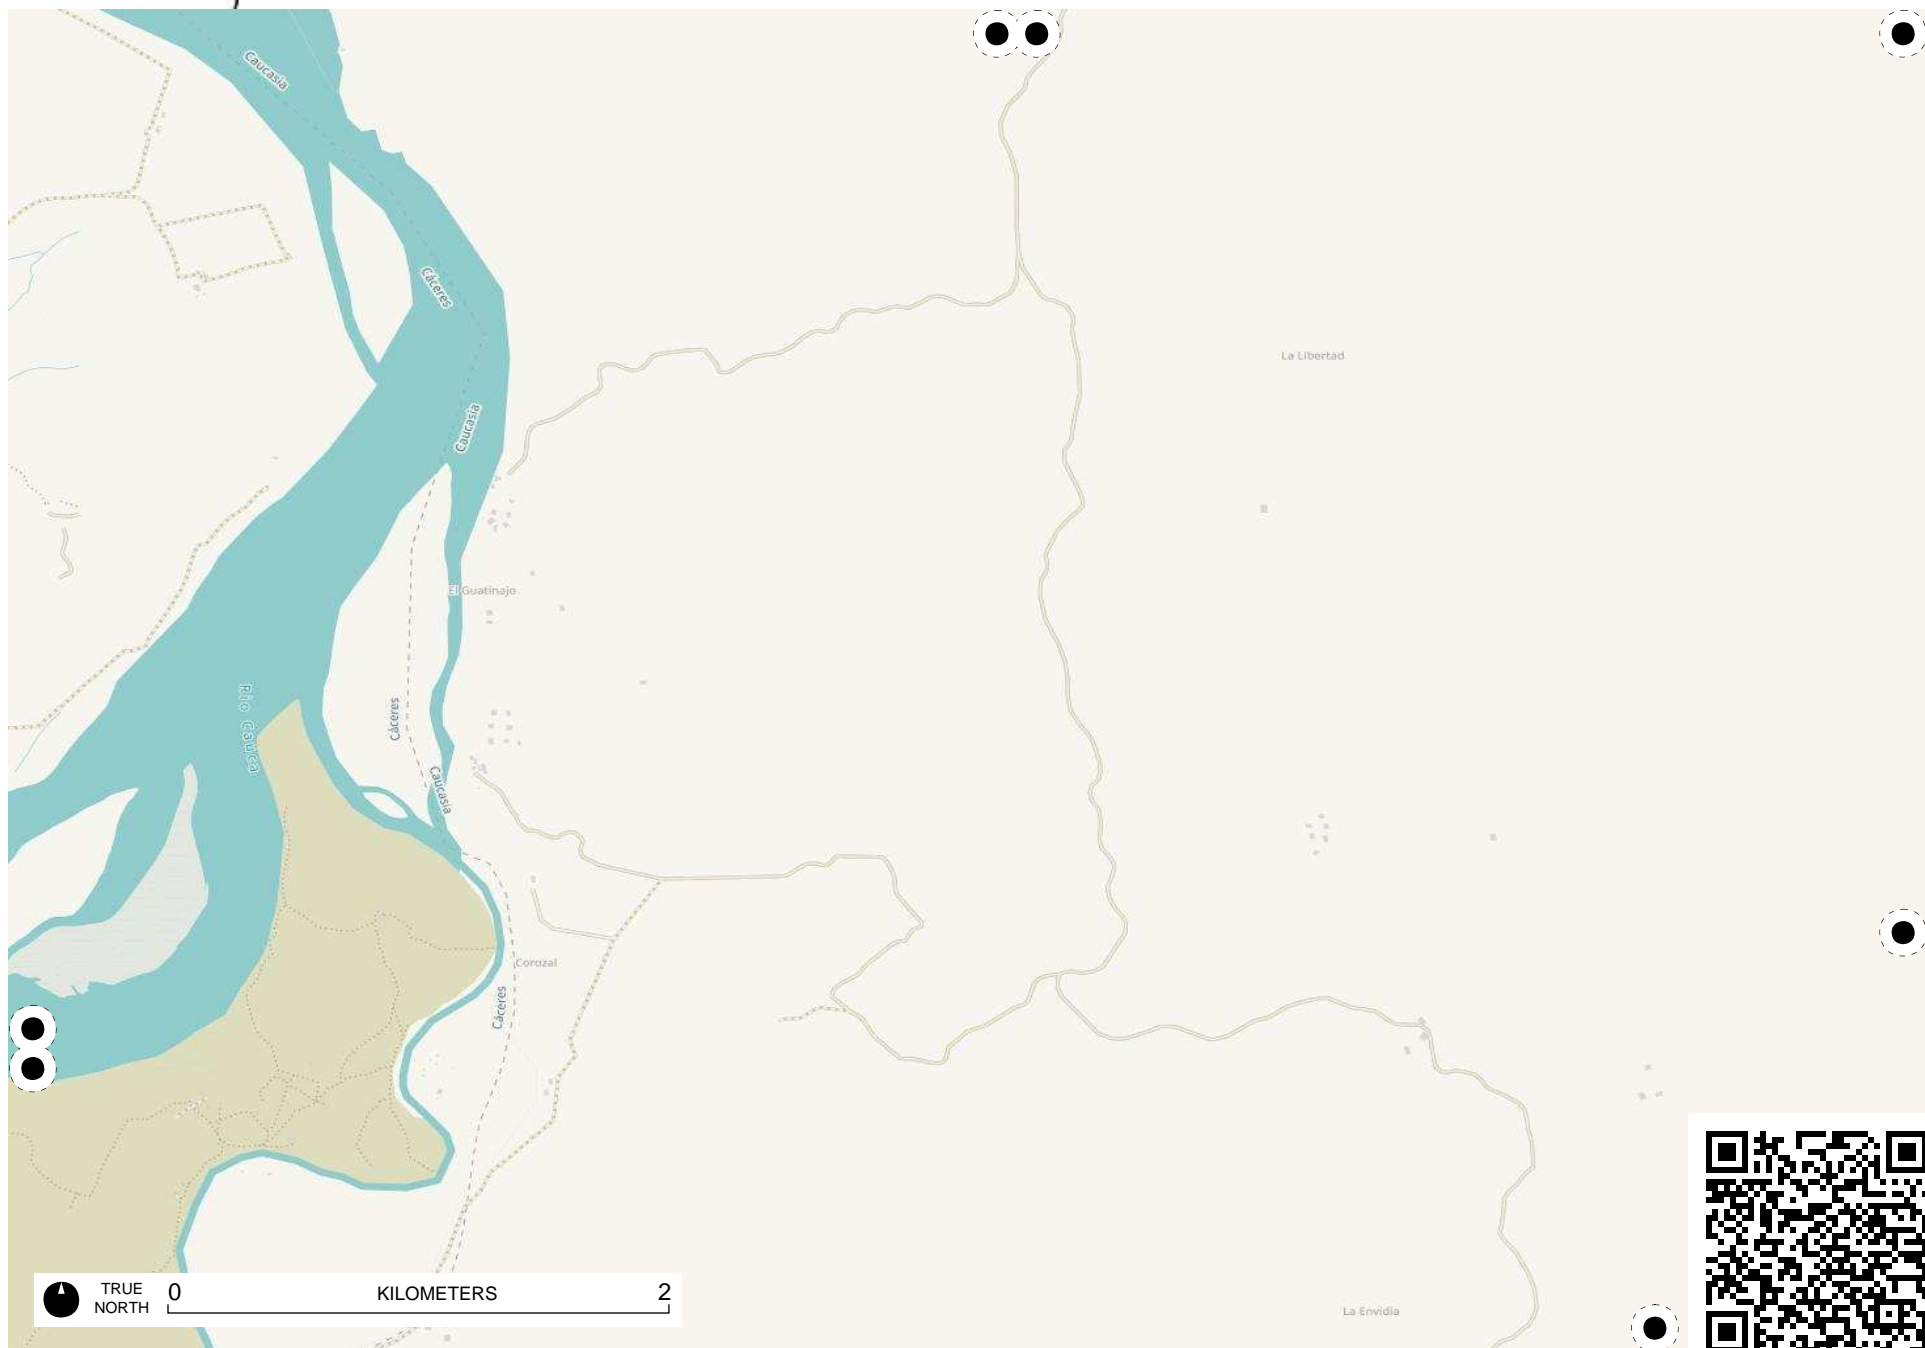 Caucasia
Cáceres
La Libertad
Caucasia
El Guatinajo
Río Cauca
Cáceres
Caucasia
Corozal
Cáceres
TRUE
NORTH
0
KILOMETERS
2
La Envidia